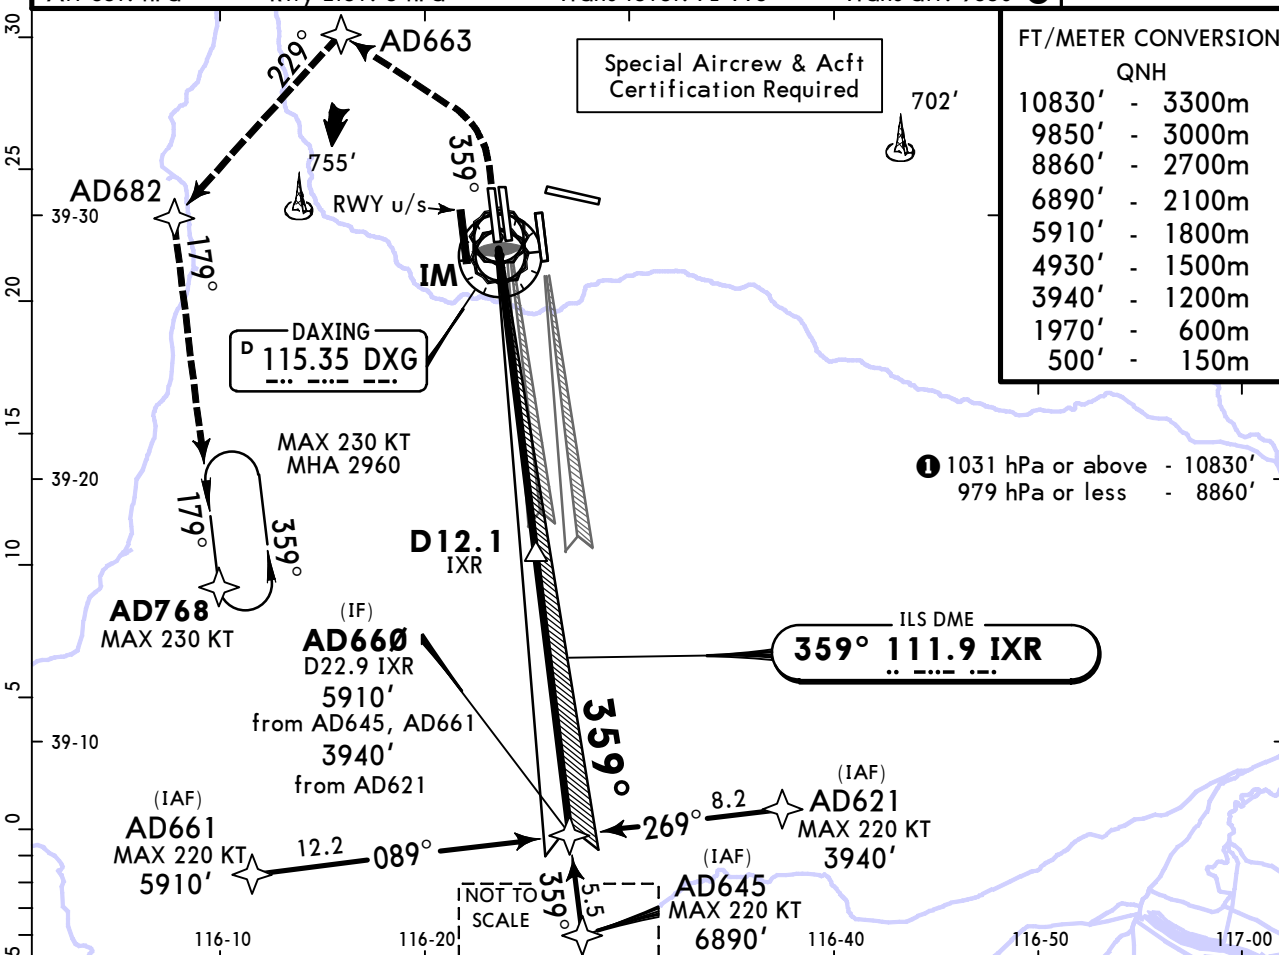 30
AD663
229°
Special Aircrew & Acft
Certification Required
702'
FT/METER CONVERSION
QNH
10830' - 3300m
9850' - 3000m
8860' - 2700m
6890' - 2100m
5910' - 1800m
4930' - 1500m
3940' - 1200m
1970' - 600m
500' - 150m
25
755'
359°
AD682
RWY u/s
39-30
179°
IM
20
DAXING
D 115.35 DXG
15
MAX 230 KT
MHA 2960
39-20
1 1031 hPa or above - 10830'
979 hPa or less - 8860'
179°
359°
D12.1
IXR
10
AD768
MAX 230 KT
(IF)
AD660
D22.9 IXR
5910'
from AD645, AD661
3940'
from AD621
ILS DME
359° 111.9 IXR
5
359°
39-10
(IAF)
AD661
MAX 220 KT
5910'
12.2
089°
0
269°
8.2
(IAF)
AD621
MAX 220 KT
3940'
NOT TO
SCALE
359°
5.5
(IAF)
AD645
MAX 220 KT
6890'
5
116-10
116-20
116-40
116-50
117-00